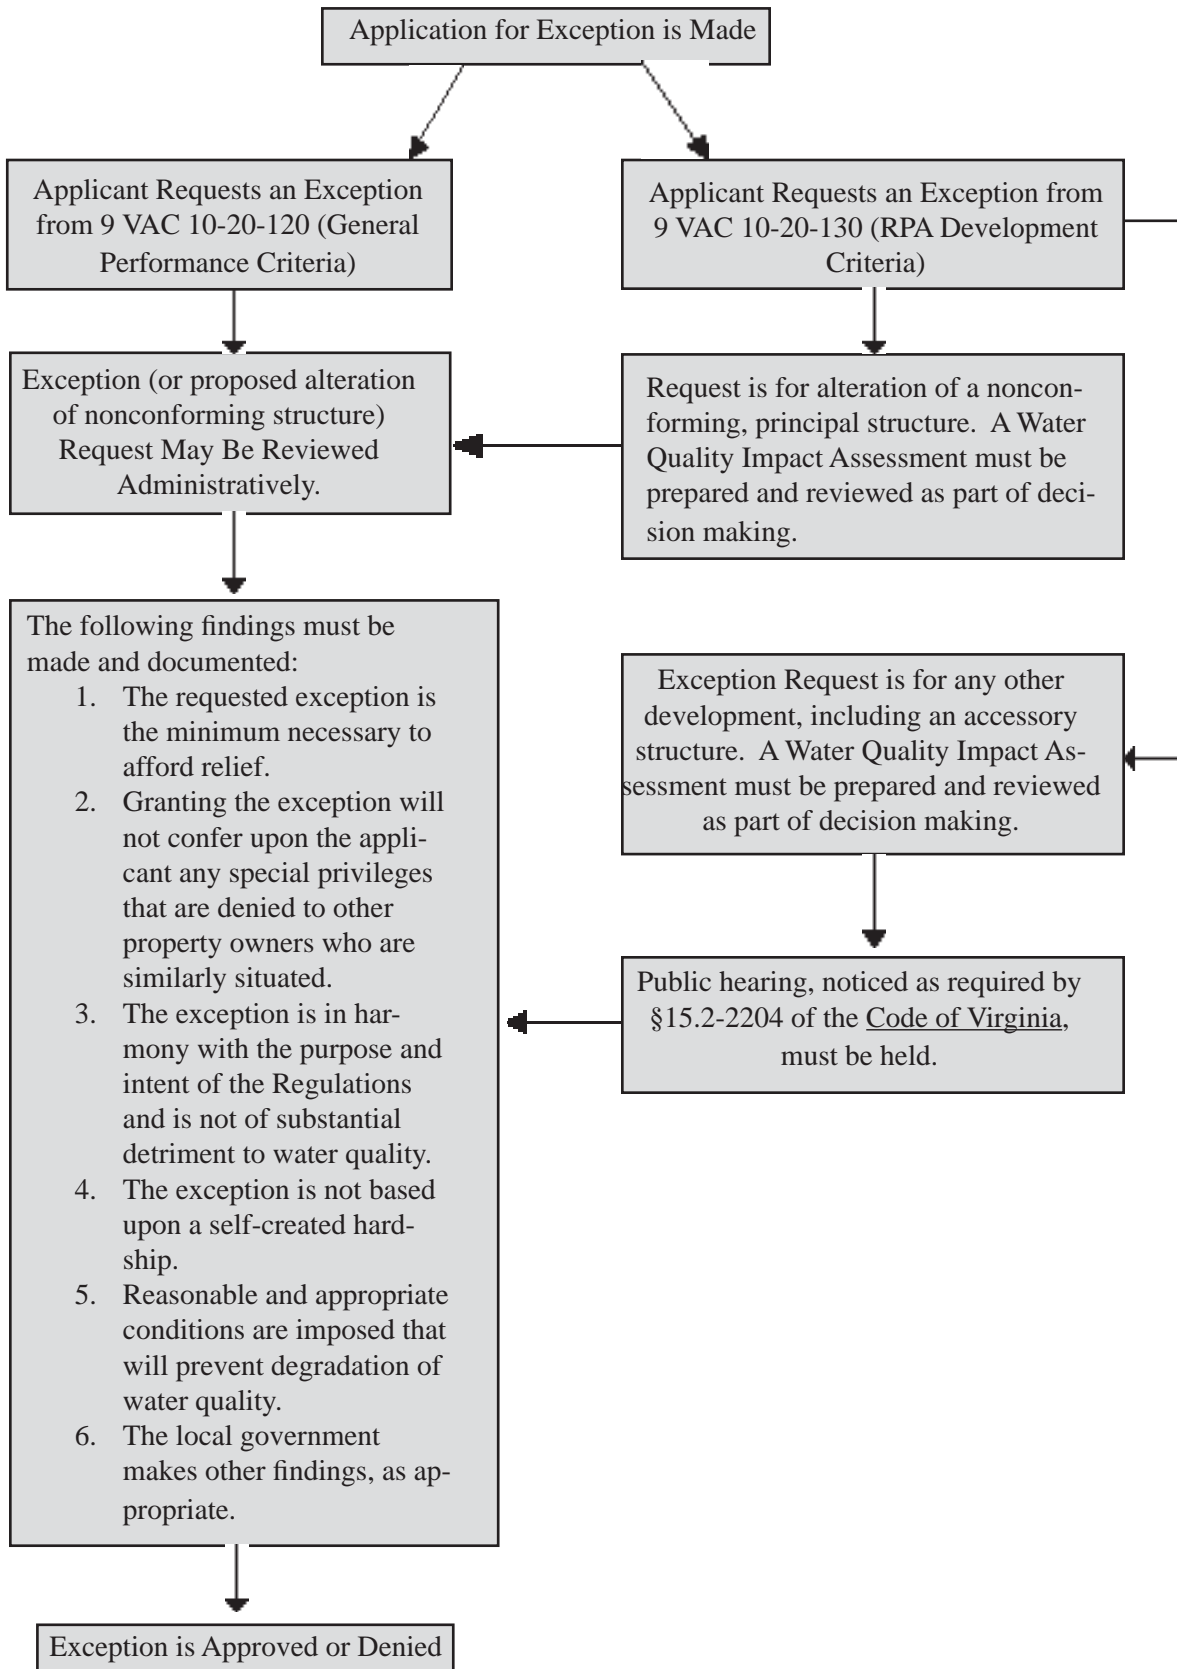 Application for Exception is Made
Applicant Requests an Exception
from 9 VAC 10-20-120 (General
Performance Criteria)
Applicant Requests an Exception from
9 VAC 10-20-130 (RPA Development
Criteria)
Exception (or proposed alteration
of nonconforming structure)
Request May Be Reviewed
Administratively.
Request is for alteration of a noncon-
forming, principal structure.  A Water
Quality Impact Assessment must be
prepared and reviewed as part of deci-
sion making.
The following findings must be
made and documented:
1. The requested exception is
the minimum necessary to
afford relief.
2. Granting the exception will
not confer upon the appli-
cant any special privileges
that are denied to other
property owners who are
similarly situated.
3. The exception is in har-
mony with the purpose and
intent of the Regulations
and is not of substantial
detriment to water quality.
4. The exception is not based
upon a self-created hard-
ship.
5. Reasonable and appropriate
conditions are imposed that
will prevent degradation of
water quality.
6. The local government
makes other findings, as ap-
propriate.
Exception Request is for any other
development, including an accessory
structure.  A Water Quality Impact As-
sessment must be prepared and reviewed
as part of decision making.
Public hearing, noticed as required by
§15.2-2204 of the Code of Virginia,
must be held.
Exception is Approved or Denied